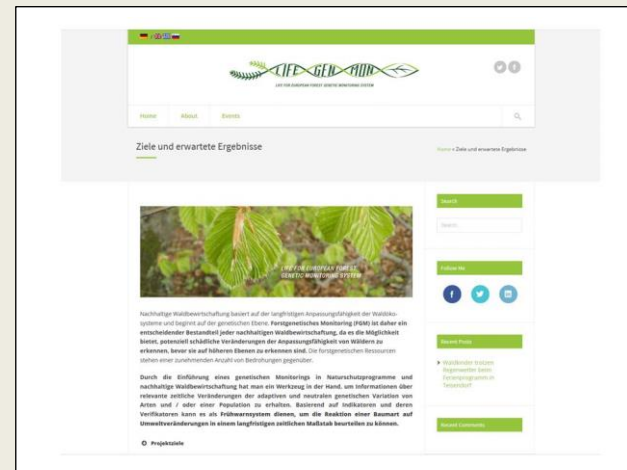 LIFE GEN MON
LIFE FOR EUROPEAN FOREST GENETIC MONITORING SYSTEM
Home About Events
Ziele und erwartete Ergebnisse
Home » Ziele und erwartete Ergebnisse
LIFE FOR EUROPEAN FOREST
GENETIC MONITORING SYSTEM
Nachhaltige Waldbewirtschaftung basiert auf der langfristigen Anpassungsfähigkeit der Waldöko-
systeme und beginnt auf der genetischen Ebene. Forstgenetisches Monitoring (FGM) ist daher ein
entscheidender Bestandteil jeder nachhaltigen Waldbewirtschaftung, da es die Möglichkeit
bietet, potenziell schädliche Veränderungen der Anpassungsfähigkeit von Wäldern zu
erkennen, bevor sie auf höheren Ebenen zu erkennen sind. Die forstgenetischen Ressourcen
stehen einer zunehmenden Anzahl von Bedrohungen gegenüber.
Durch die Einführung eines genetischen Monitorings in Naturschutzprogramme und
nachhaltige Waldbewirtschaftung hat man ein Werkzeug in der Hand, um Informationen über
relevante zeitliche Veränderungen der adaptiven und neutralen genetischen Variation von
Arten und / oder einer Population zu erhalten. Basierend auf Indikatoren und deren
Verifikatoren kann es als Frühwarnsystem dienen, um die Reaktion einer Baumart auf
Umweltveränderungen in einem langfristigen zeitlichen Maßstab beurteilen zu können.
Projektziele
Search
Search
Follow Me
Recent Posts
Waldkinder trotzen
Regenwetter beim
Ferienprogramm in
Teisendorf!
Recent Comments